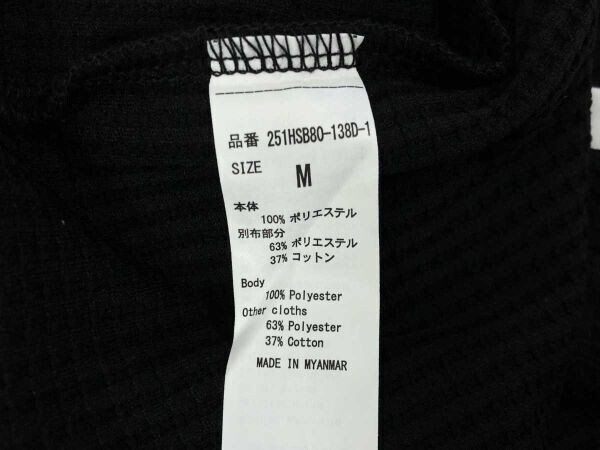 品番 251HSB80-138D-1
SIZE M
本体
100% ポリエステル
別布部分
63% ポリエステル
37% コットン
Body
100% Polyester
Other cloths
63% Polyester
37% Cotton
MADE IN MYANMAR